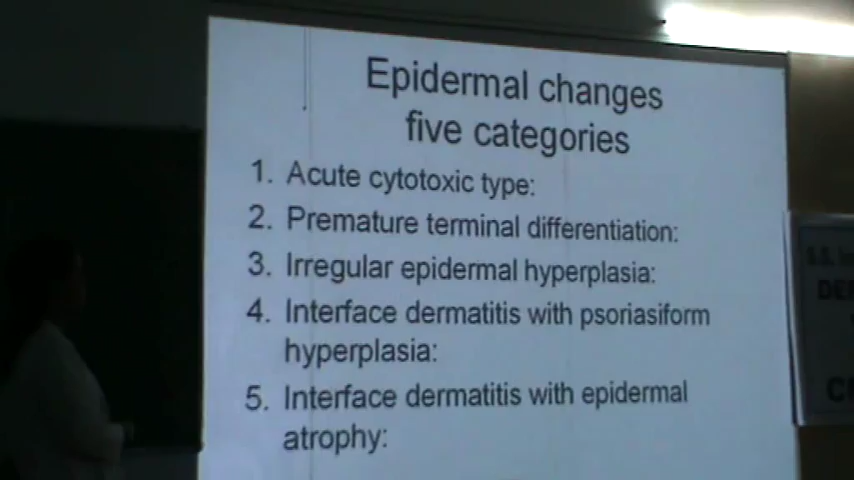 Epidermal changes
five categories
1. Acute cytotoxic type:
2. Premature terminal differentiation:
3. Irregular epidermal hyperplasia:
4. Interface dermatitis with psoriasiform
hyperplasia:
5. Interface dermatitis with epidermal
atrophy: